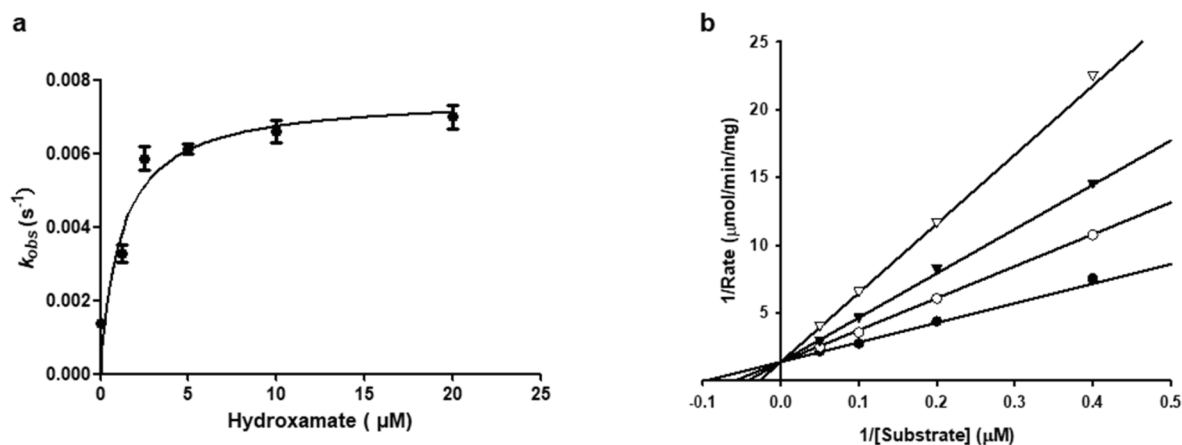 a
0.008
0.006
0.004
0.002
0.000
kobs (s-1)
0 5 10 15 20 25
Hydroxamate ( µM)
b
25
20
15
10
5
1/Rate (µmol/min/mg)
-0.1 0.0 0.1 0.2 0.3 0.4 0.5
1/[Substrate] (µM)